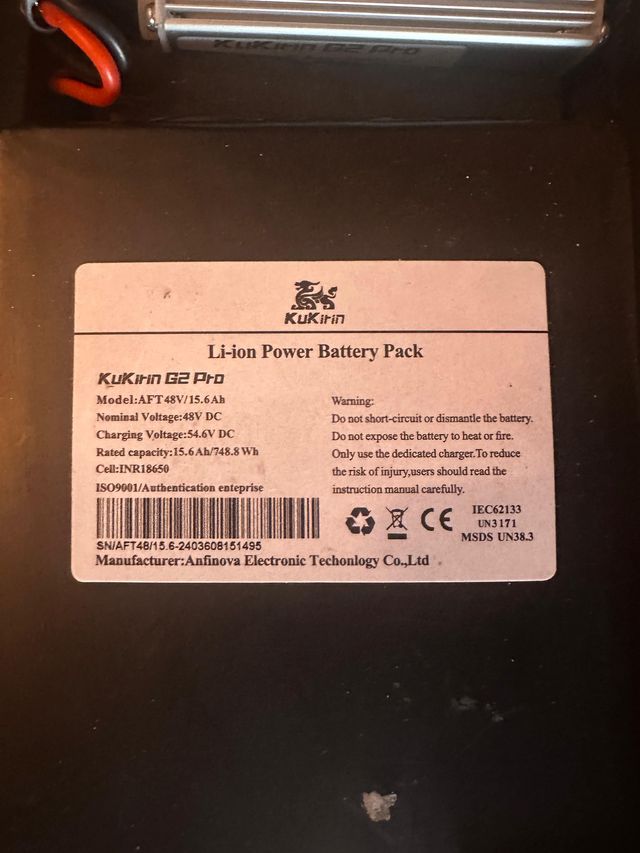 KuKirin G2 Pro
KuKirin
Li-ion Power Battery Pack
KuKirin G2 Pro
Model:AFT48V/15.6Ah
Nominal Voltage:48V DC
Charging Voltage:54.6V DC
Rated capacity:15.6Ah/748.8Wh
Cell:INR18650
ISO9001/Authentication enteprise
SN/AFT48/15.6-2403608151495
Manufacturer:Anfinova Electronic Techonlogy Co.,Ltd
Warning:
Do not short-circuit or dismantle the battery.
Do not expose the battery to heat or fire.
Only use the dedicated charger.To reduce
the risk of injury,users should read the
instruction manual carefully.
CE
IEC62133
UN3171
MSDS UN38.3